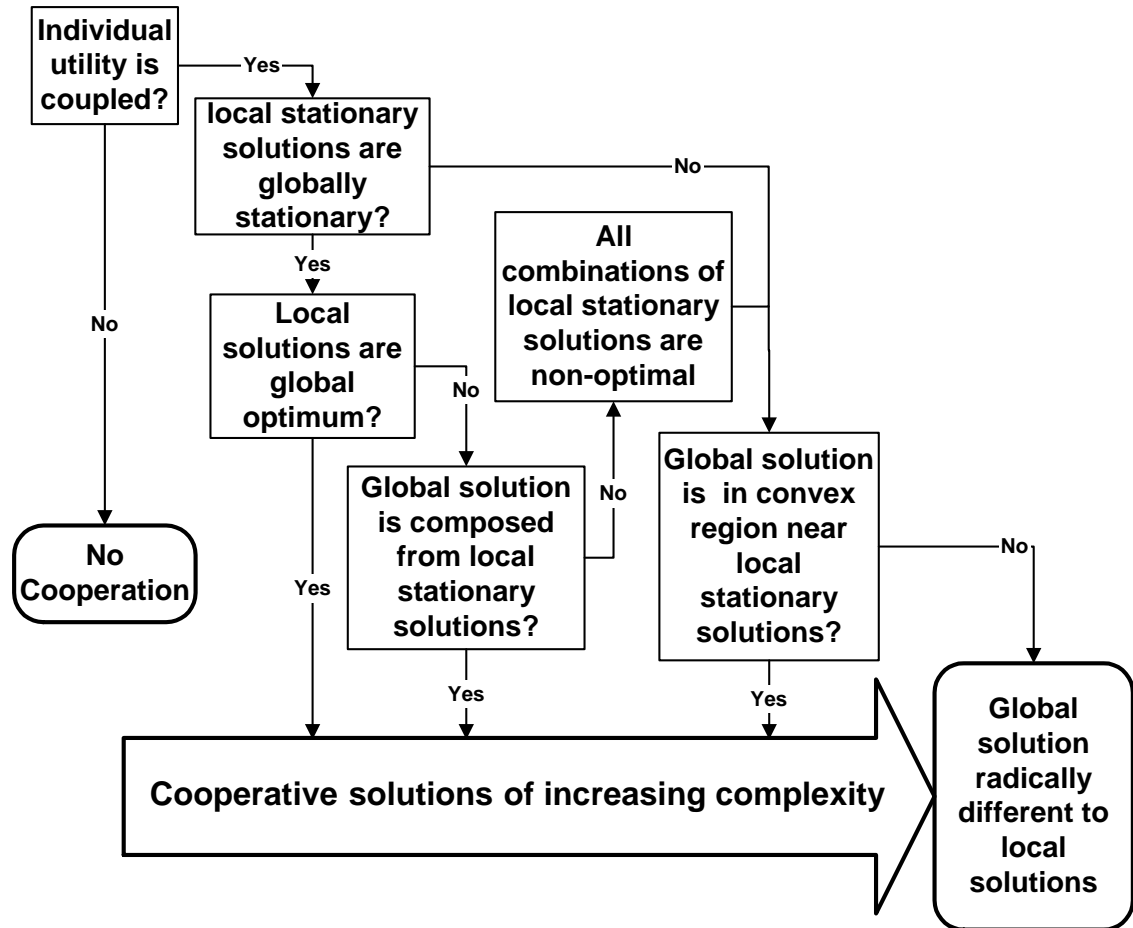 Individual
utility is
coupled?
Yes
local stationary
solutions are
globally
stationary?
No
Yes
All
combinations of
local stationary
solutions are
non-optimal
Local
solutions are
global
optimum?
No
No
Global solution
is composed
from local
stationary
solutions?
No
Global solution
is in convex
region near
local
stationary
solutions?
No
No
Cooperation
Yes
Yes
Yes
Cooperative solutions of increasing complexity
Global
solution
radically
different to
local
solutions